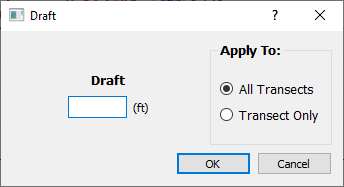 Draft
Apply To:
Draft
(ft)
All Transects
Transect Only
OK
Cancel